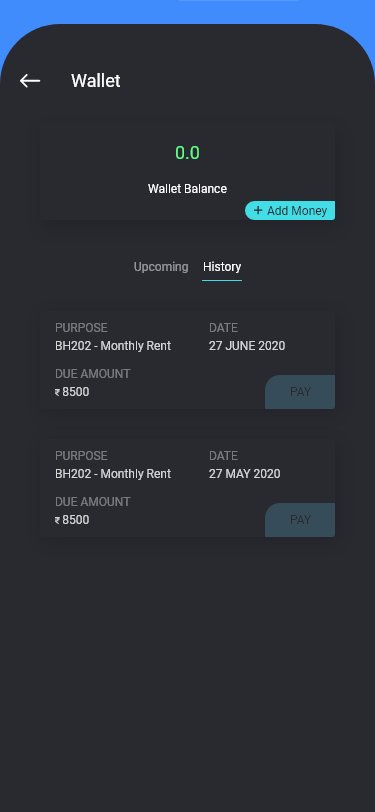 Wallet
0.0
Wallet Balance
+ Add Money
Upcoming History
PURPOSE DATE
BH202 - Monthly Rent 27 JUNE 2020
DUE AMOUNT
₹ 8500 PAY
PURPOSE DATE
BH202 - Monthly Rent 27 MAY 2020
DUE AMOUNT
₹ 8500 PAY